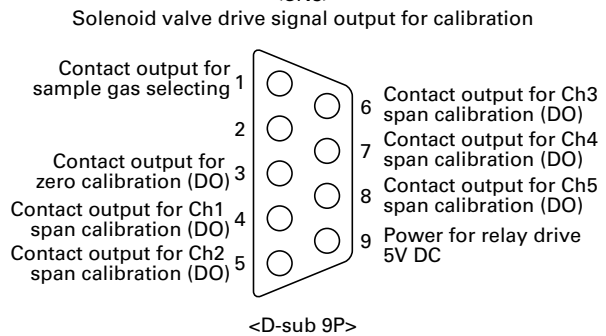 Solenoid valve drive signal output for calibration
Contact output for
sample gas selecting
1
2
Contact output for
zero calibration (DO)
3
Contact output for Ch1
span calibration (DO)
4
Contact output for Ch2
span calibration (DO)
5
6
Contact output for Ch3
span calibration (DO)
7
Contact output for Ch4
span calibration (DO)
8
Contact output for Ch5
span calibration (DO)
9
Power for relay drive
5V DC
<D-sub 9P>